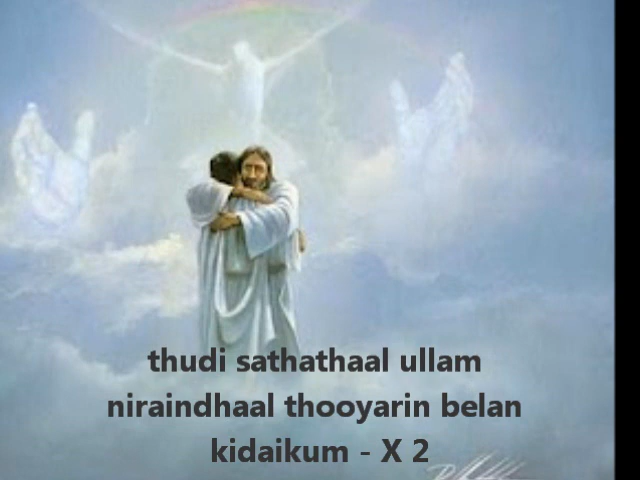 thudi sathathaal ullam
niraindhaal thooyarin belan
kidaikum - X 2